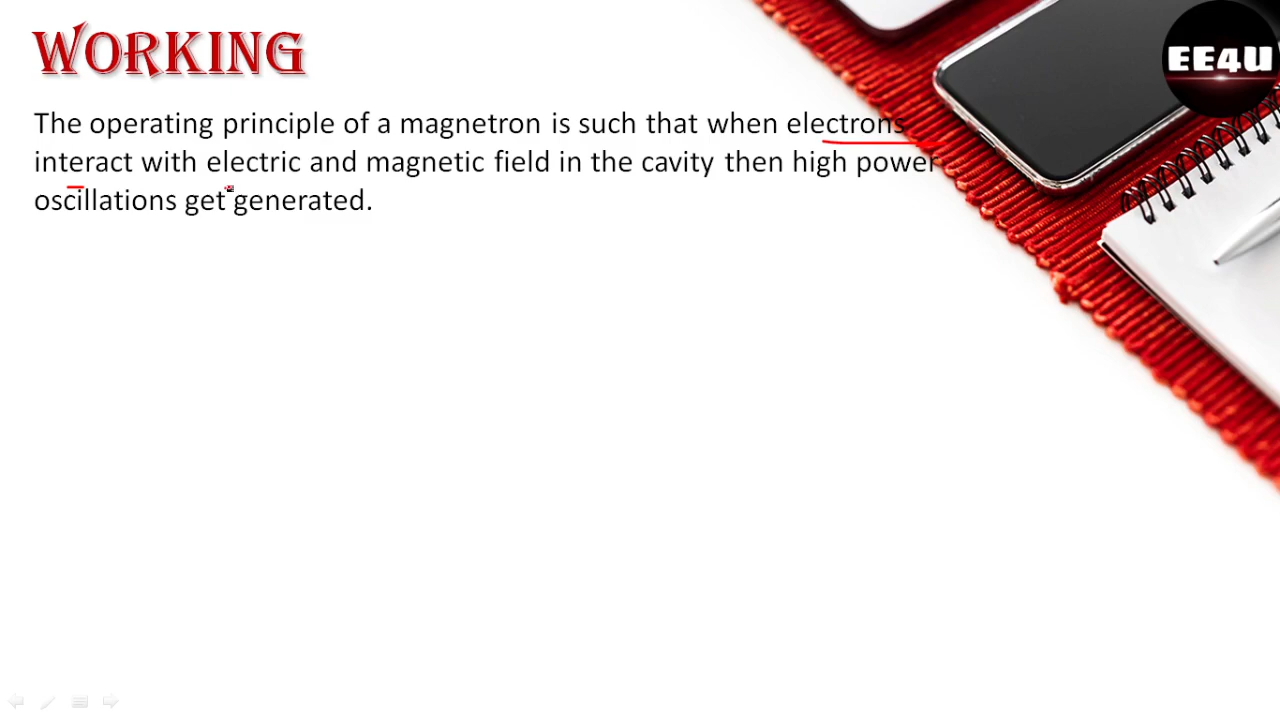 WORKING
EE4U
The operating principle of a magnetron is such that when electrons
interact with electric and magnetic field in the cavity then high power
oscillations get generated.